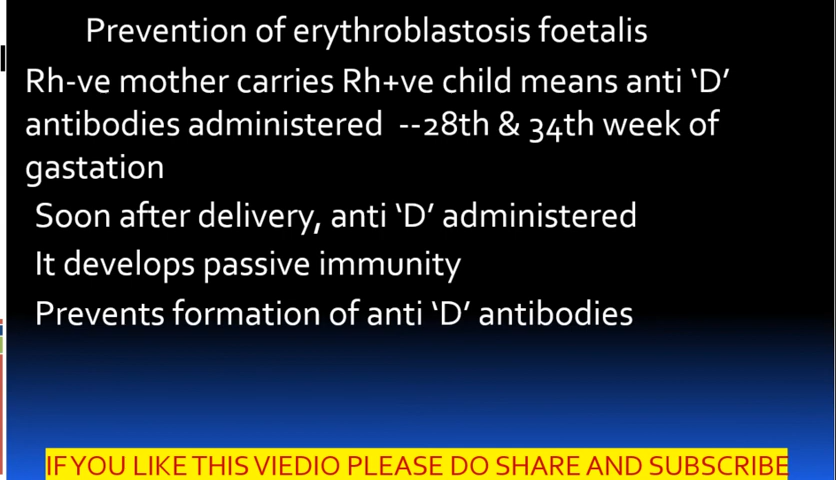 Prevention of erythroblastosis foetalis
Rh-ve mother carries Rh+ve child means anti ‘D’
antibodies administered --28th & 34th week of
gastation
Soon after delivery, anti ‘D’ administered
It develops passive immunity
Prevents formation of anti ‘D’ antibodies
IF YOU LIKE THIS VIEDIO PLEASE DO SHARE AND SUBSCRIBE